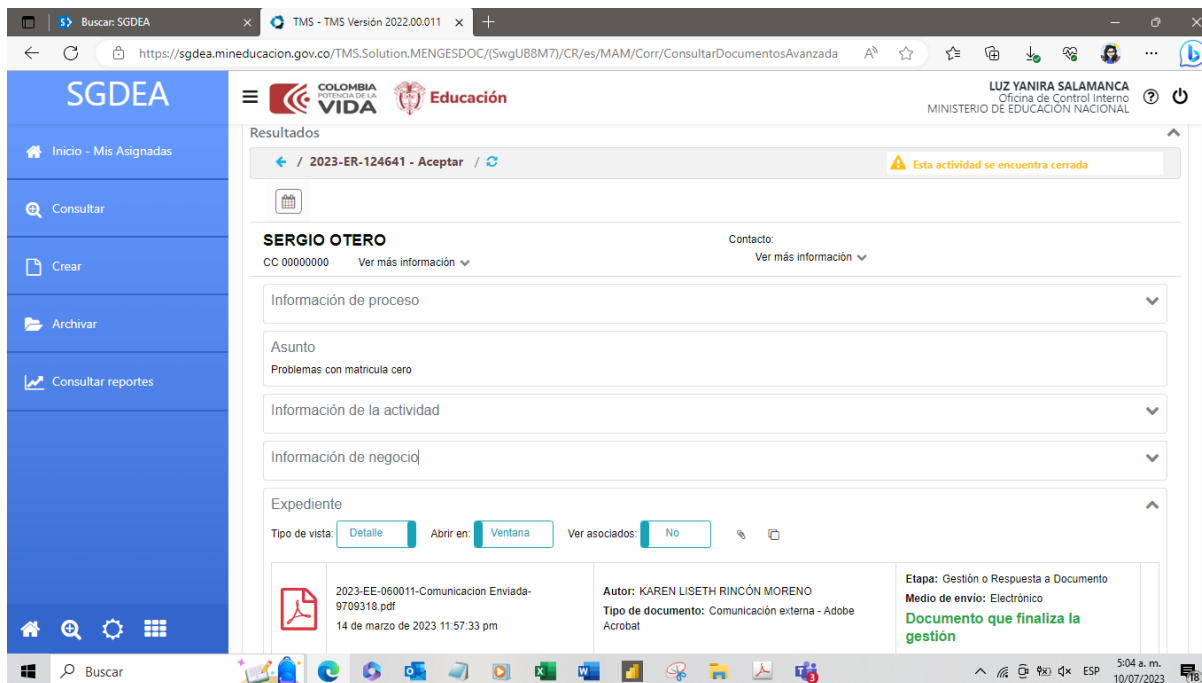 Buscar: SGDEA
TMS - TMS Versión 2022.00.011
https://sgdea.mineducacion.gov.co/TMS.Solution.MENGESDOC/(SwgUB8M7)/CR/es/MAM/Corr/ConsultarDocumentosAvanzada
SGDEA
Inicio - Mis Asignadas
Consultar
Crear
Archivar
Consultar reportes
COLOMBIA
POTENCIA DE LA
VIDA
Educación
LUZ YANIRA SALAMANCA
Oficina de Control Interno
MINISTERIO DE EDUCACIÓN NACIONAL
Resultados
/ 2023-ER-124641 - Aceptar /
Esta actividad se encuentra cerrada
SERGIO OTERO
CC 00000000 Ver más información
Contacto:
Ver más información
Información de proceso
Asunto
Problemas con matricula cero
Información de la actividad
Información de negocio
Expediente
Tipo de vista: Detalle Abrir en: Ventana Ver asociados: No
2023-EE-060011-Comunicacion Enviada-
9709318.pdf
14 de marzo de 2023 11:57:33 pm
Autor: KAREN LISETH RINCÓN MORENO
Tipo de documento: Comunicación externa - Adobe
Acrobat
Etapa: Gestión o Respuesta a Documento
Medio de envío: Electrónico
Documento que finaliza la
gestión
Buscar
ESP
5:04 a. m.
10/07/2023